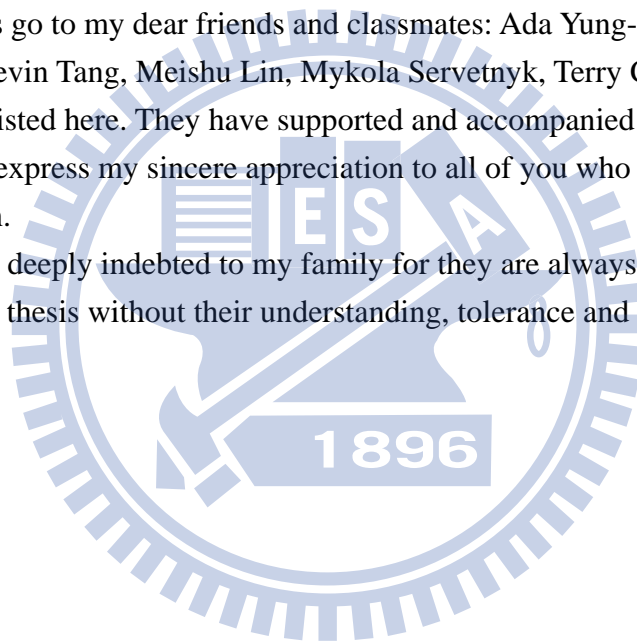 s go to my dear friends and classmates: Ada Yung-
evin Tang, Meishu Lin, Mykola Servetnyk, Terry C
isted here. They have supported and accompanied
express my sincere appreciation to all of you who
.
deeply indebted to my family for they are always
thesis without their understanding, tolerance and
E S A
1896